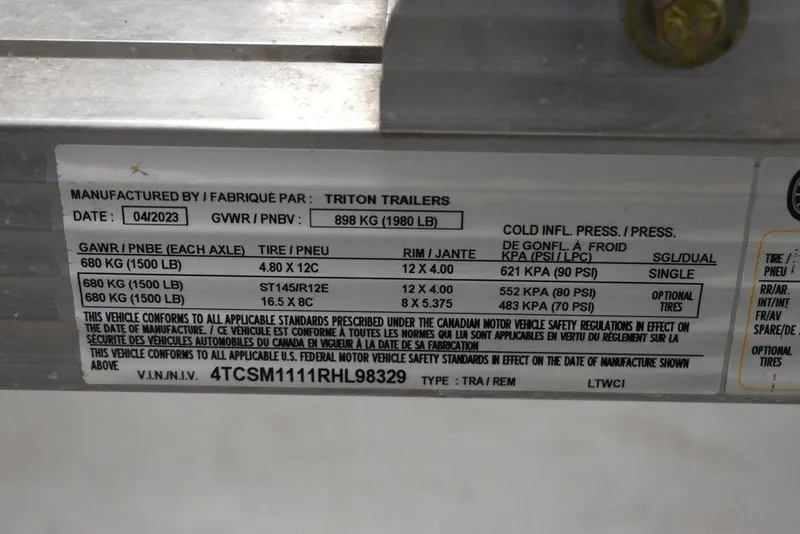 MANUFACTURED BY / FABRIQUÉ PAR : TRITON TRAILERS
DATE : 04/2023 GVWR / PNBV : 898 KG (1980 LB)
COLD INFL. PRESS. / PRESS.
DE GONFL. À FROID
GAWR / PNBE (EACH AXLE) TIRE / PNEU RIM / JANTE KPA (PSI / LPC) SGL/DUAL
680 KG (1500 LB) 4.80 X 12C 12 X 4.00 621 KPA (90 PSI) SINGLE
680 KG (1500 LB) ST145/R12E 12 X 4.00 552 KPA (80 PSI) OPTIONAL
680 KG (1500 LB) 16.5 X 8C 8 X 5.375 483 KPA (70 PSI) TIRES
THIS VEHICLE CONFORMS TO ALL APPLICABLE STANDARDS PRESCRIBED UNDER THE CANADIAN MOTOR VEHICLE SAFETY REGULATIONS IN EFFECT ON
THE DATE OF MANUFACTURE. / CE VÉHICULE EST CONFORME À TOUTES LES NORMES QUI LUI SONT APPLICABLES EN VERTU DU RÈGLEMENT SUR LA
SÉCURITÉ DES VÉHICULES AUTOMOBILES DU CANADA EN VIGUEUR À LA DATE DE SA FABRICATION
THIS VEHICLE CONFORMS TO ALL APPLICABLE U.S. FEDERAL MOTOR VEHICLE SAFETY STANDARDS IN EFFECT ON THE DATE OF MANUFACTURE SHOWN
ABOVE
V.I.N./N.I.V. 4TCSM1111RHL98329 TYPE : TRA / REM LTWCI
TIRE /
PNEU
RR/AR.
INT/INT
FR/AV
SPARE/DE
OPTIONAL
TIRES